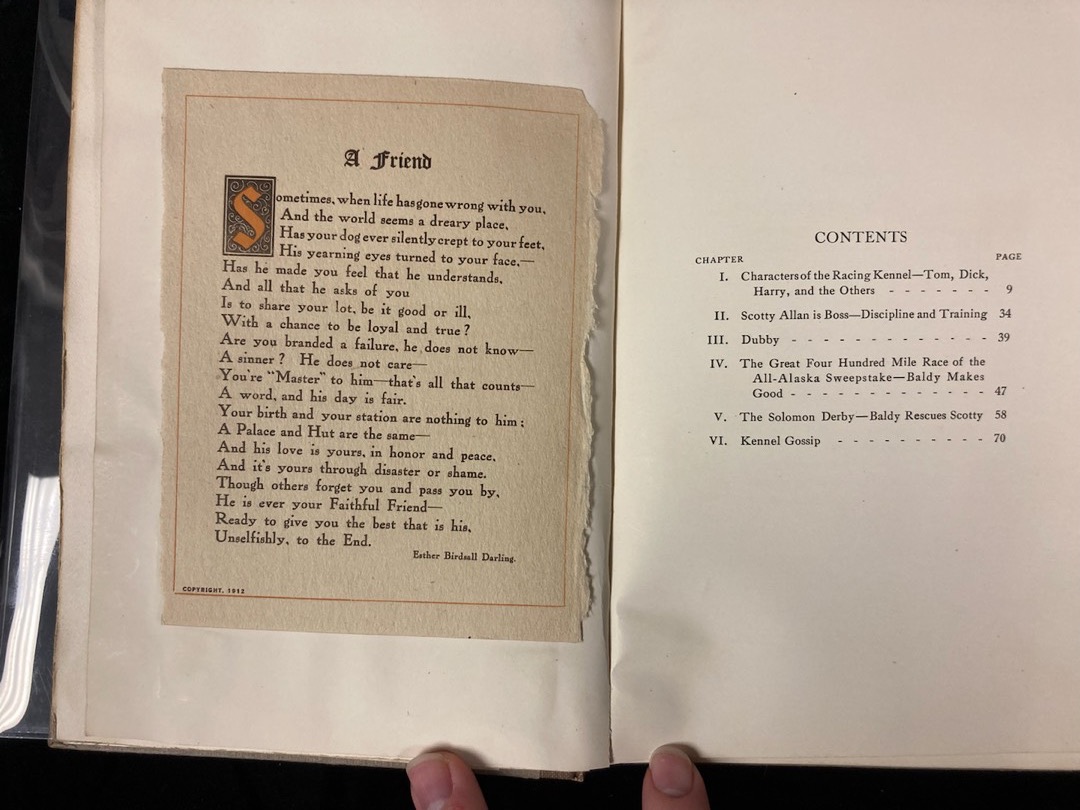 A Friend
Sometimes, when life has gone wrong with you,
And the world seems a dreary place,
Has your dog ever silently crept to your feet,
His yearning eyes turned to your face,—
Has he made you feel that he understands,
And all that he asks of you
Is to share your lot, be it good or ill,
With a chance to be loyal and true?
Are you branded a failure, he does not know—
A sinner? He does not care—
You're "Master" to him—that's all that counts—
A word, and his day is fair.
Your birth and your station are nothing to him;
A Palace and Hut are the same—
And his love is yours, in honor and peace,
And it's yours through disaster or shame.
Though others forget you and pass you by,
He is ever your Faithful Friend—
Ready to give you the best that is his,
Unselfishly, to the End.
Esther Birdsall Darling.
COPYRIGHT, 1912
CONTENTS
CHAPTER PAGE
I. Characters of the Racing Kennel—Tom, Dick,
Harry, and the Others - - - - - - - 9
II. Scotty Allan is Boss—Discipline and Training 34
III. Dubby - - - - - - - - - - - - - 39
IV. The Great Four Hundred Mile Race of the
All-Alaska Sweepstake—Baldy Makes
Good - - - - - - - - - - - - - 47
V. The Solomon Derby—Baldy Rescues Scotty 58
VI. Kennel Gossip - - - - - - - - - - 70